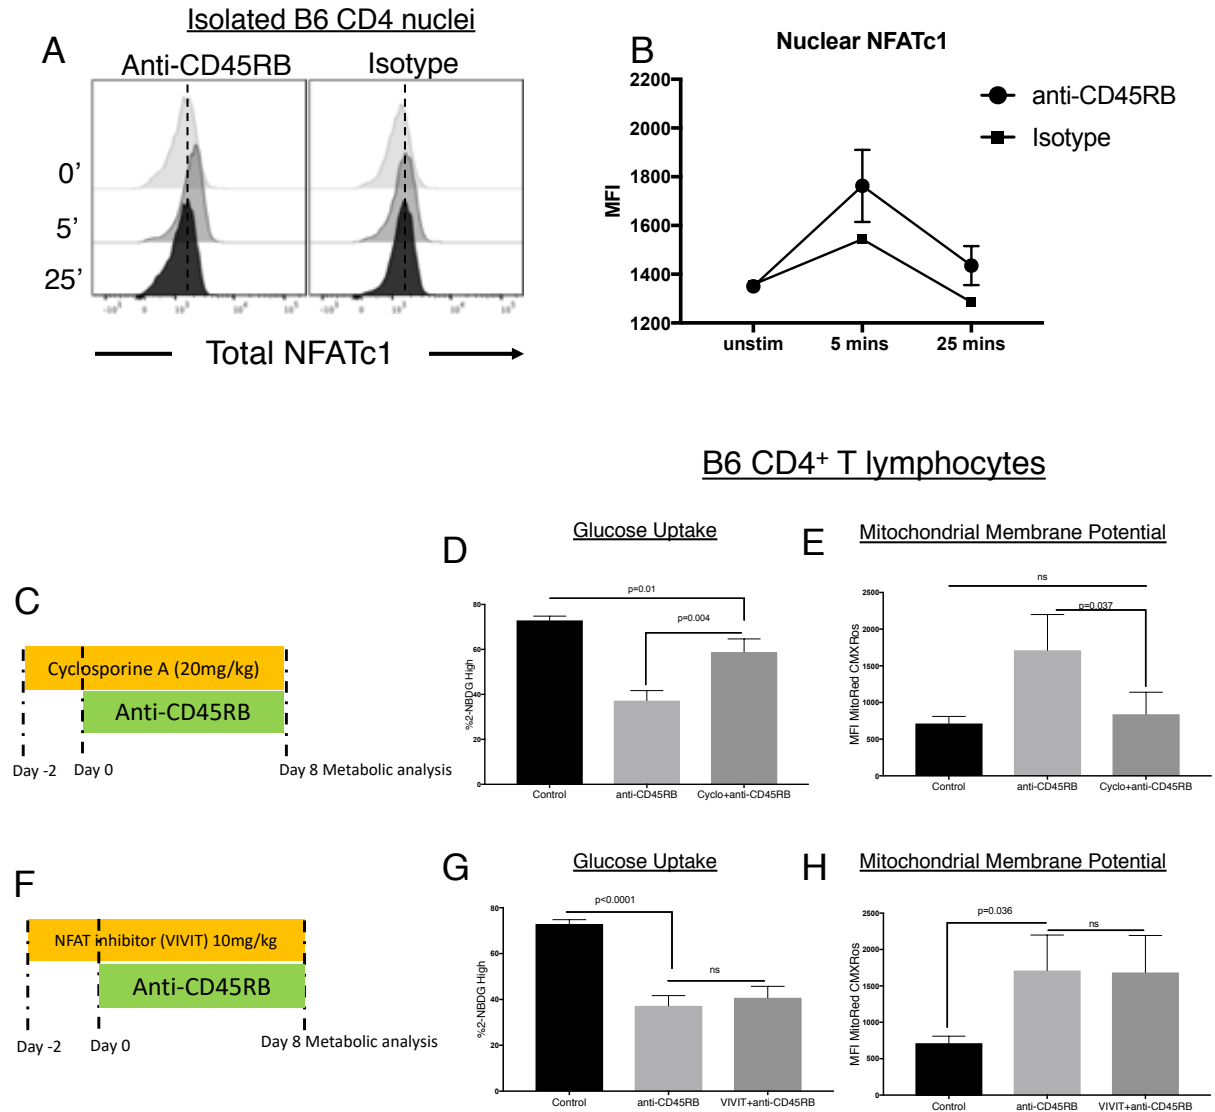 Isolated B6 CD4 nuclei
A
Anti-CD45RB
Isotype
0’
5’
25’
0
0
Total NFATc1
B
Nuclear NFATc1
2200
2000
1800
1600
1400
1200
MFI
unstim
5 mins
25 mins
anti-CD45RB
Isotype
B6 CD4⁺ T lymphocytes
C
Cyclosporine A (20mg/kg)
Anti-CD45RB
Day -2
Day 0
Day 8 Metabolic analysis
D
Glucose Uptake
p=0.01
p=0.004
80
60
40
20
0
%2-NBDG High
Control
anti-CD45RB
Cyclo+anti-CD45RB
E
Mitochondrial Membrane Potential
ns
p=0.037
2500
2000
1500
1000
500
0
MFI MitoRed CMXRos
Control
anti-CD45RB
Cyclo+anti-CD45RB
F
NFAT inhibitor (VIVIT) 10mg/kg
Anti-CD45RB
Day -2
Day 0
Day 8 Metabolic analysis
G
Glucose Uptake
p<0.0001
ns
80
60
40
20
0
%2-NBDG High
Control
anti-CD45RB
VIVIT+anti-CD45RB
H
Mitochondrial Membrane Potential
p=0.036
ns
2500
2000
1500
1000
500
0
MFI MitoRed CMXRos
Control
anti-CD45RB
VIVIT+anti-CD45RB